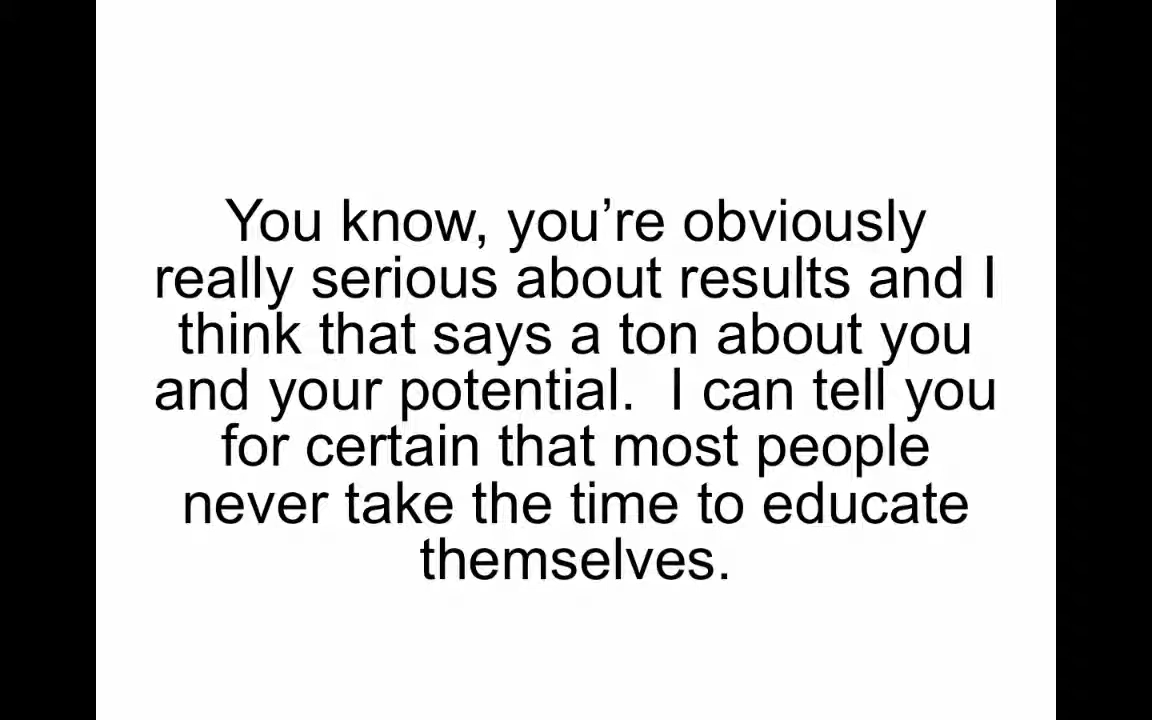 You know, you’re obviously
really serious about results and I
think that says a ton about you
and your potential.  I can tell you
for certain that most people
never take the time to educate
themselves.